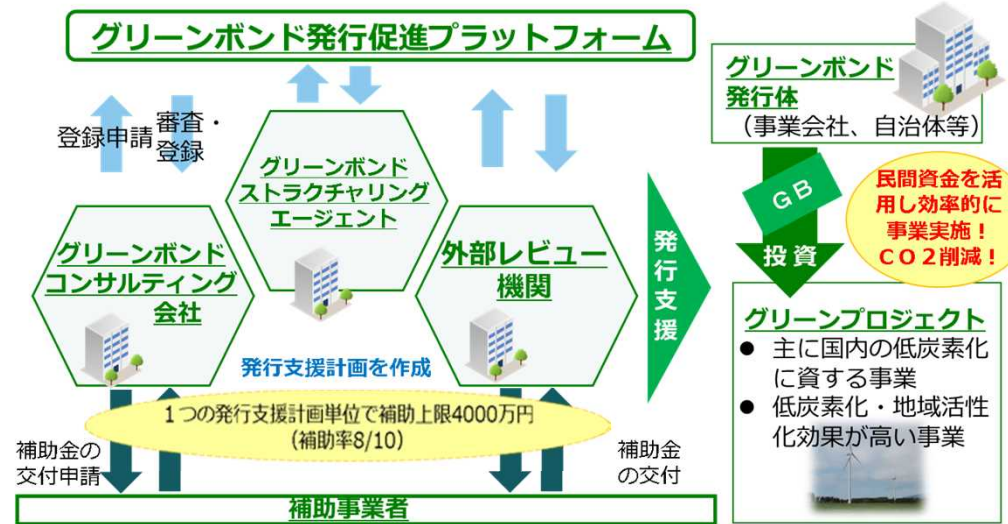 グリーンボンド発行促進プラットフォーム
登録申請
審査・
登録
グリーンボンド
ストラクチャリング
エージェント
グリーンボンド
コンサルティング
会社
外部レビュー
機関
発行支援計画を作成
1つの発行支援計画単位で補助上限4000万円
(補助率8/10)
補助金の
交付申請
補助金
の交付
補助事業者
発行支援
グリーンボンド
発行体
(事業会社、自治体等)
GB
投資
民間資金を活
用し効率的に
事業実施!
CO2削減!
グリーンプロジェクト
● 主に国内の低炭素化
に資する事業
● 低炭素化・地域活性
化効果が高い事業